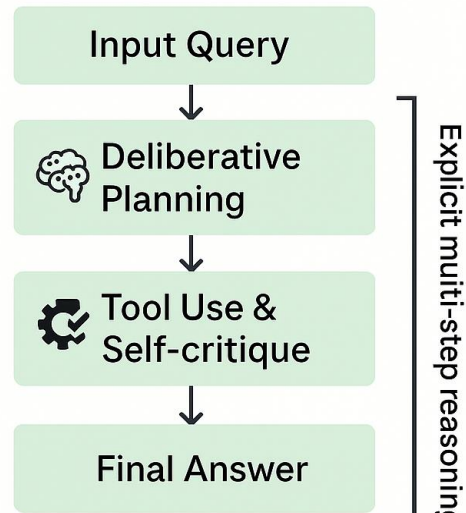 Input Query
Deliberative
Planning
Tool Use &
Self-critique
Final Answer
Explicit muiti-step reasoning